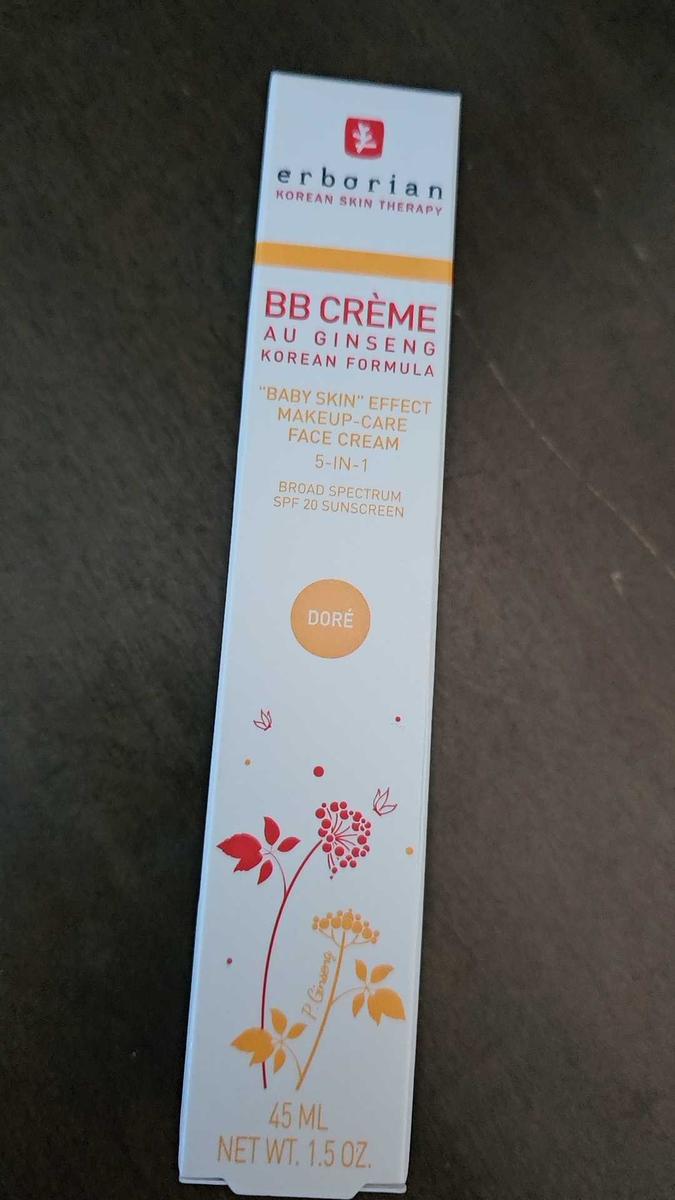 erborian
KOREAN SKIN THERAPY
BB CRÈME
AU GINSENG
KOREAN FORMULA
"BABY SKIN" EFFECT
MAKEUP-CARE
FACE CREAM
5-IN-1
BROAD SPECTRUM
SPF 20 SUNSCREEN
DORÉ
P. Ginseng
45 ML
NET WT. 1.5 OZ.